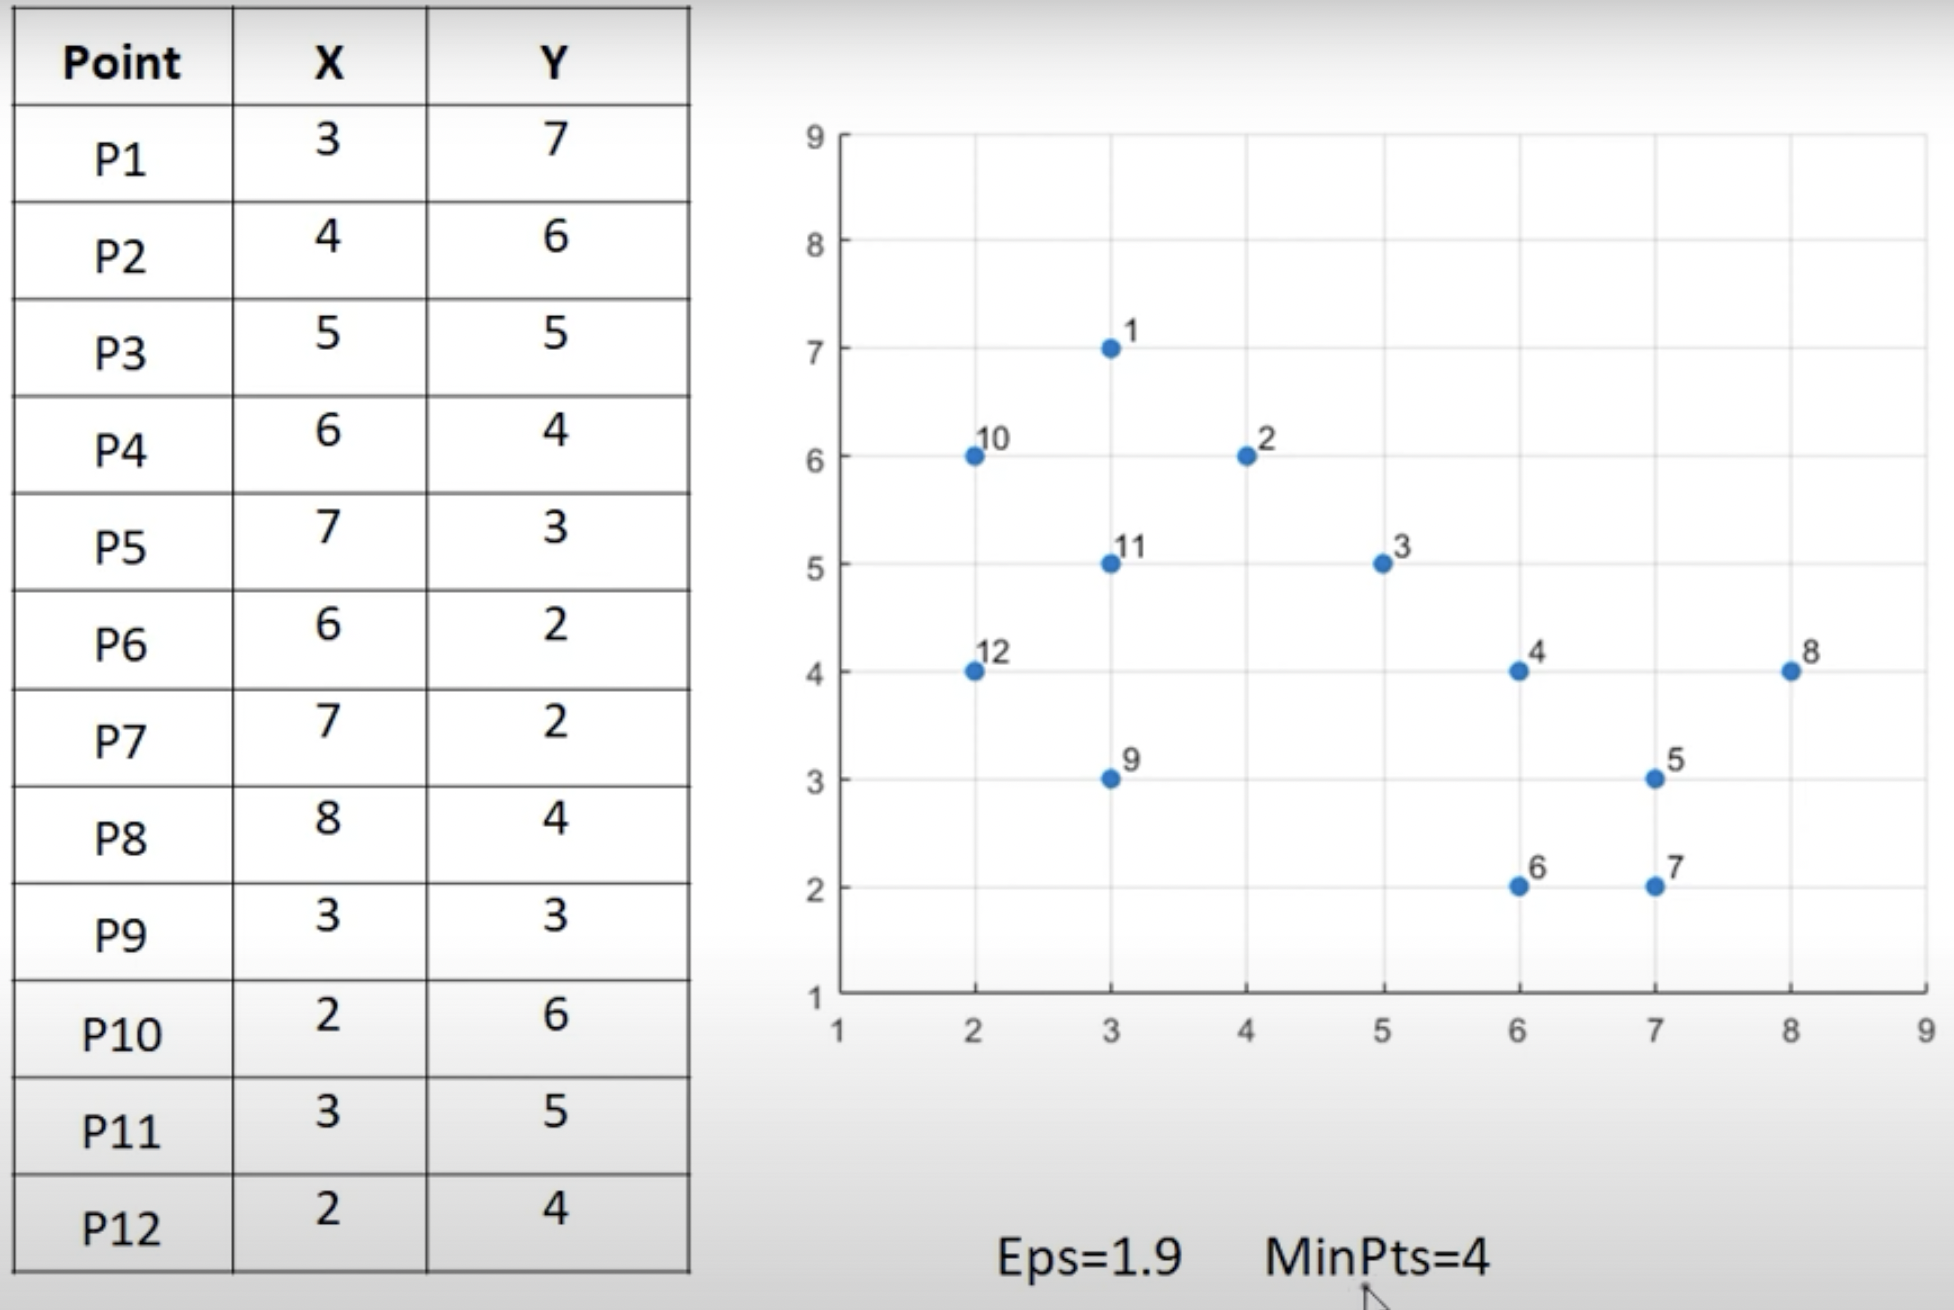 Point X Y
P1 3 7
P2 4 6
P3 5 5
P4 6 4
P5 7 3
P6 6 2
P7 7 2
P8 8 4
P9 3 3
P10 2 6
P11 3 5
P12 2 4
9
8
7
6
5
4
3
2
1
1 2 3 4 5 6 7 8 9
1
10 2
11 3
12 4 8
9 5
6 7
Eps=1.9 MinPts=4